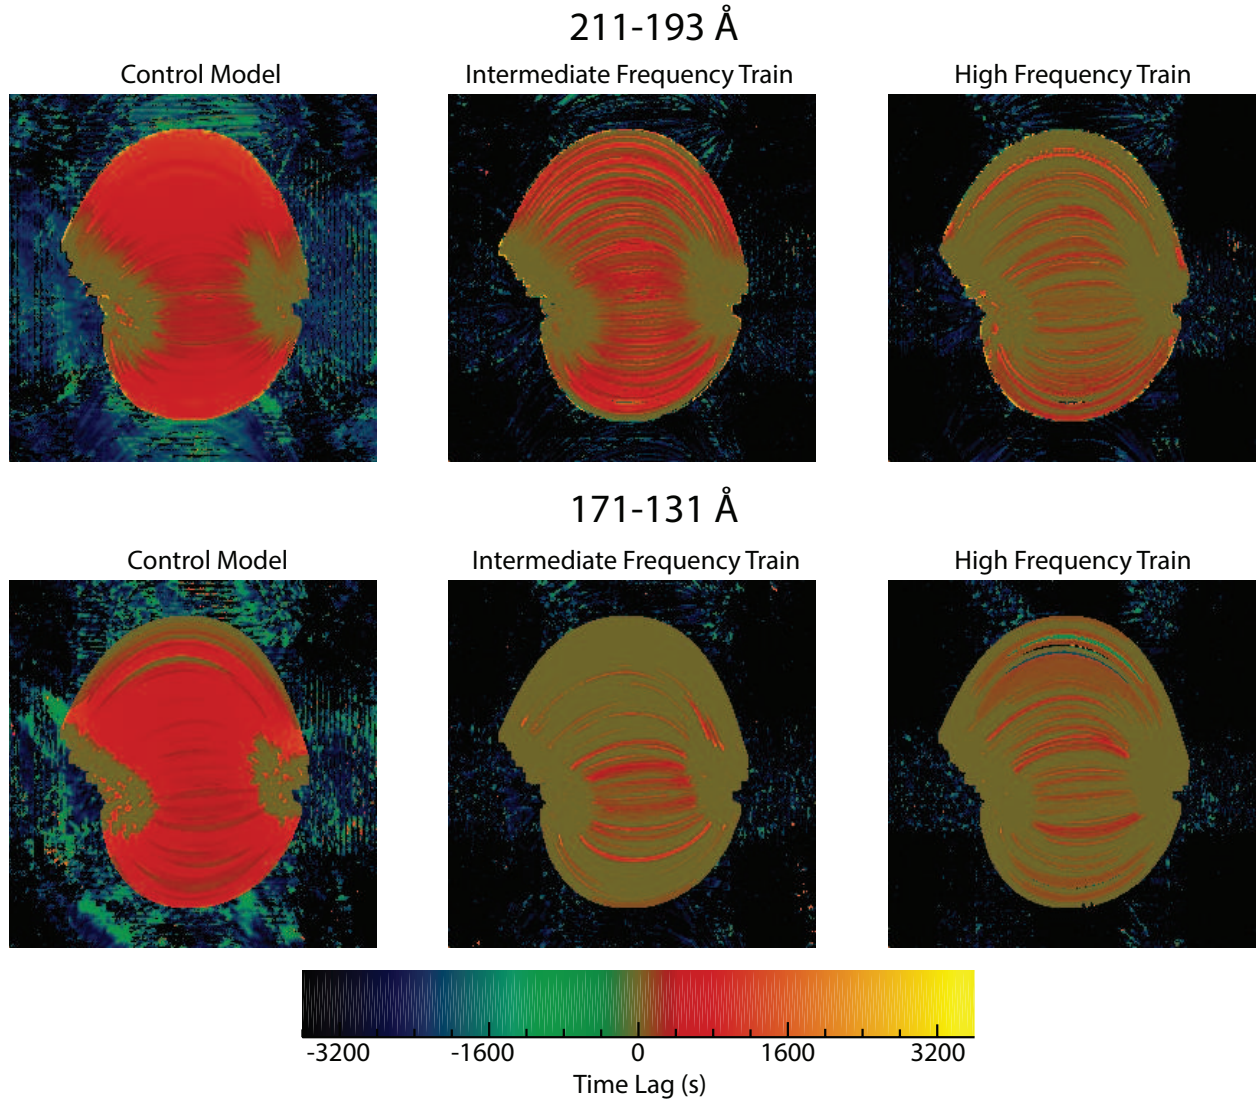 211-193 Å
Control Model
Intermediate Frequency Train
High Frequency Train
171-131 Å
Control Model
Intermediate Frequency Train
High Frequency Train
-3200
-1600
0
1600
3200
Time Lag (s)